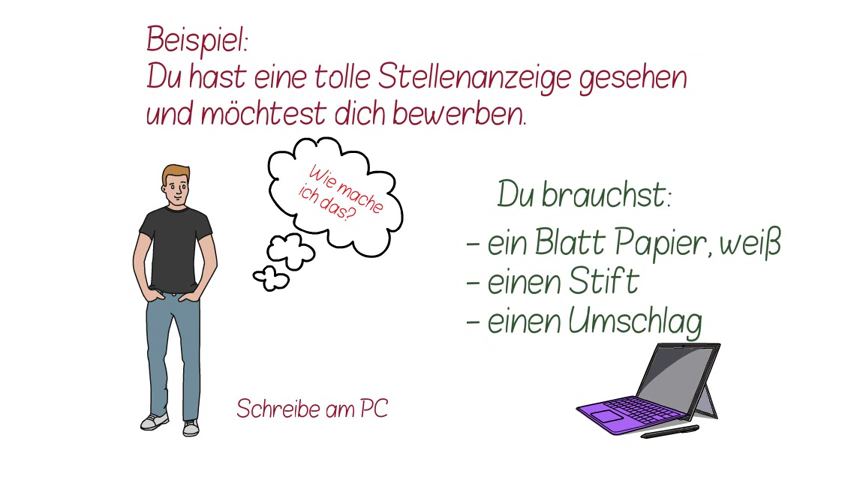 Beispiel:
Du hast eine tolle Stellenanzeige gesehen
und möchtest dich bewerben.
Wie mache
ich das?
Du brauchst:
- ein Blatt Papier, weiß
- einen Stift
- einen Umschlag
Schreibe am PC